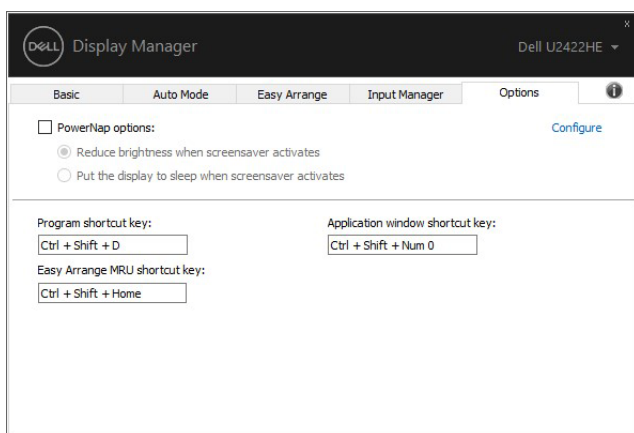 x
DELL Display Manager Dell U2422HE
Basic Auto Mode Easy Arrange Input Manager Options i
PowerNap options: Configure
Reduce brightness when screensaver activates
Put the display to sleep when screensaver activates
Program shortcut key: Application window shortcut key:
Ctrl + Shift + D Ctrl + Shift + Num 0
Easy Arrange MRU shortcut key:
Ctrl + Shift + Home